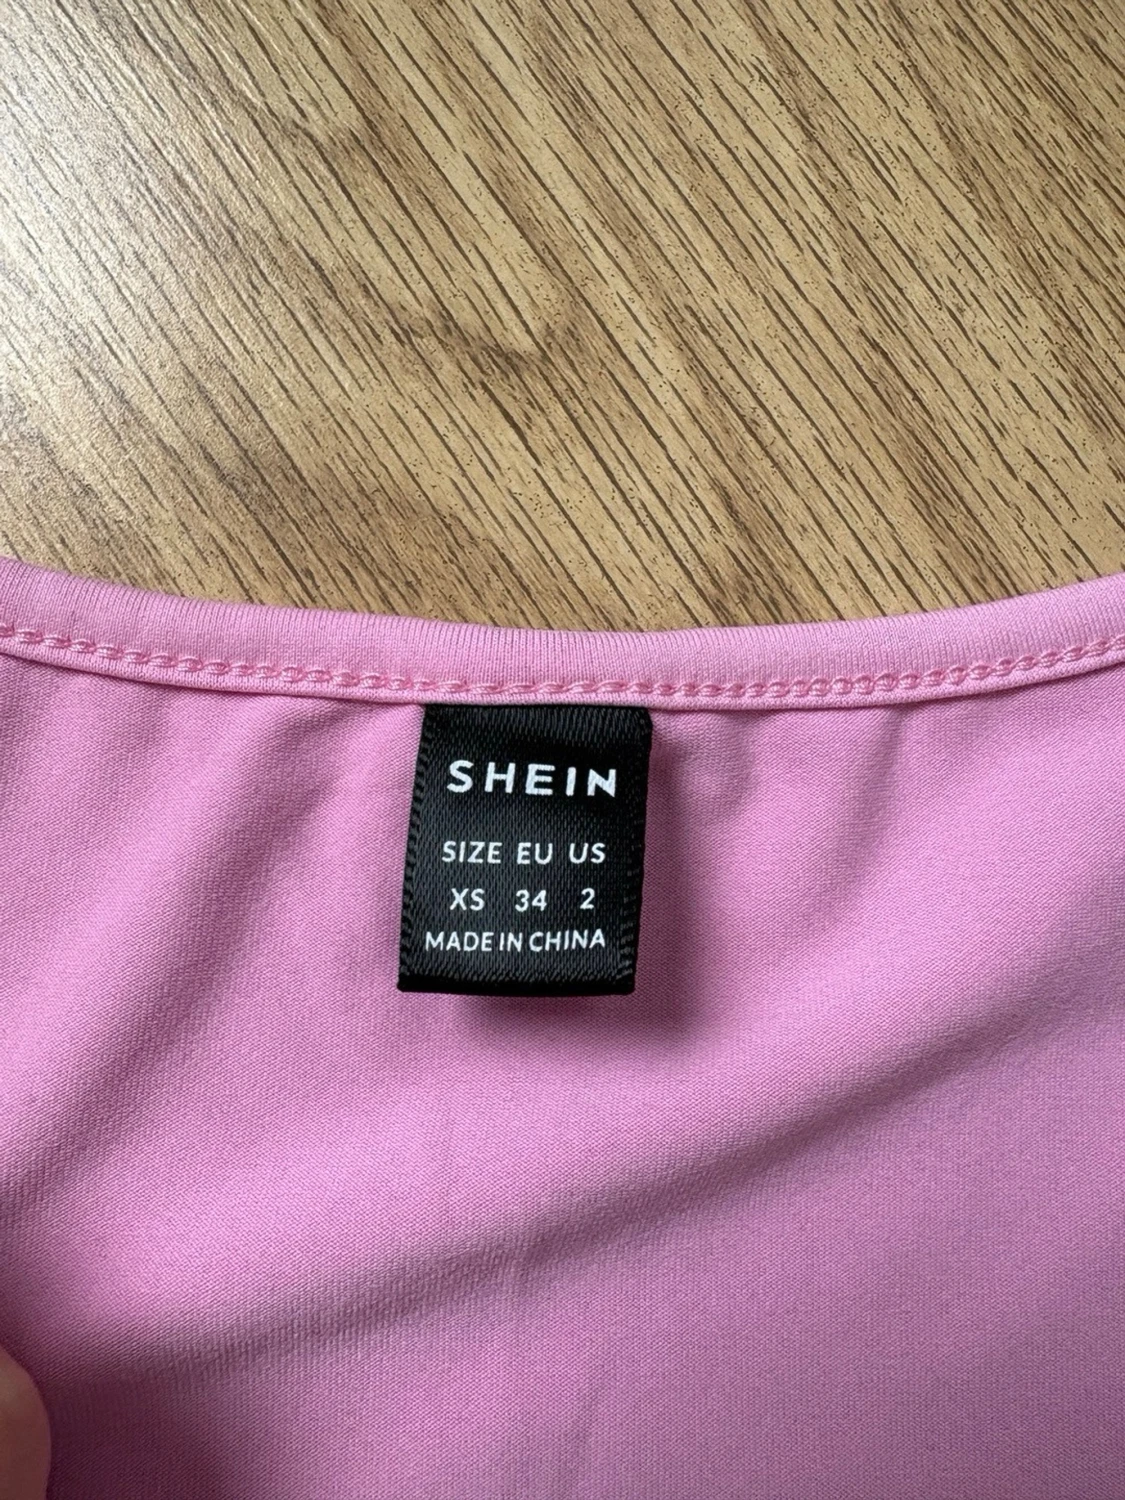 SHEIN
SIZE EU US
XS 34 2
MADE IN CHINA